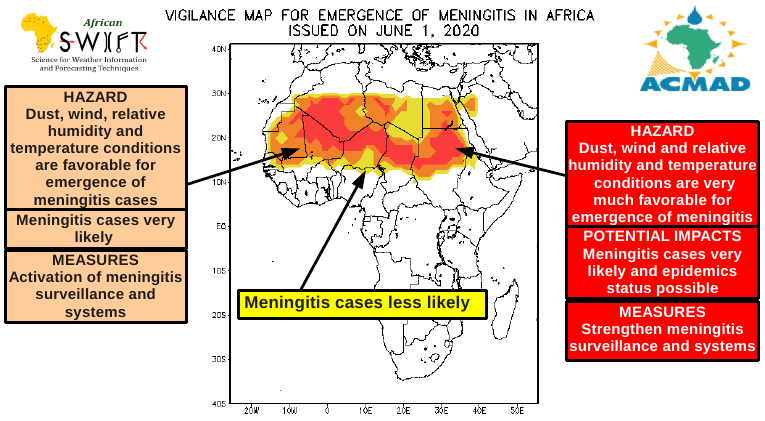 VIGILANCE MAP FOR EMERGENCE OF MENINGITIS IN AFRICA
ISSUED ON JUNE 1, 2020
African
SWIFT
Science for Weather Information
and Forecasting Techniques
ACMAD
HAZARD
Dust, wind, relative
humidity and
temperature conditions
are favorable for
emergence of
meningitis cases
Meningitis cases very
likely
MEASURES
Activation of meningitis
surveillance and
systems
40N
30N
20N
10N
EQ
10S
20S
30S
40S
20W
10W
0
10E
20E
30E
40E
50E
Meningitis cases less likely
HAZARD
Dust, wind and relative
humidity and temperature
conditions are very
much favorable for
emergence of meningitis
POTENTIAL IMPACTS
Meningitis cases very
likely and epidemics
status possible
MEASURES
Strengthen meningitis
surveillance and systems